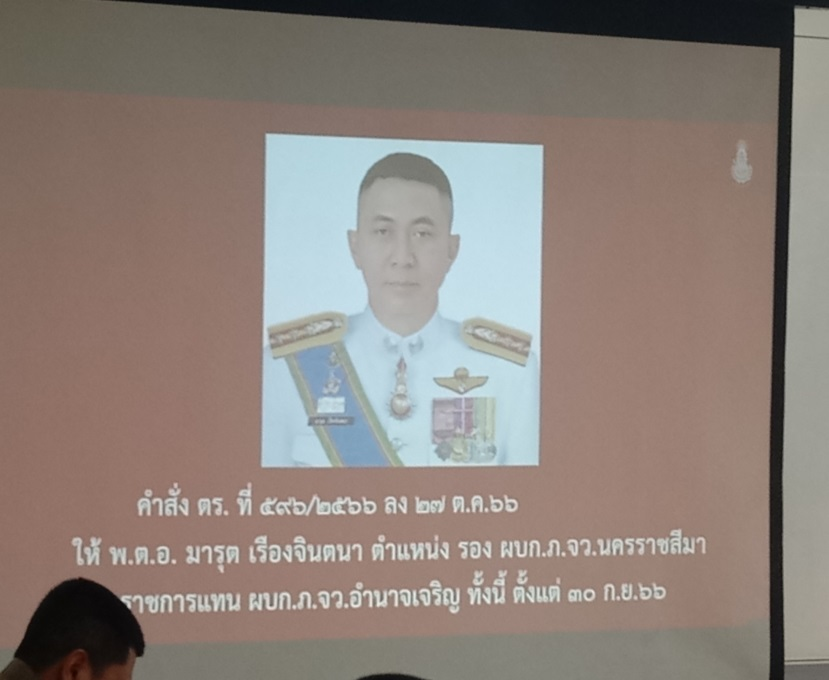 คำสั่ง ตร. ที่ ๕๙๖/๒๕๖๖ ลง ๒๗ ต.ค.๖๖
ให้ พ.ต.อ. มารุต เรืองจินตนา ตำแหน่ง รอง ผบก.ภ.จว.นครราชสีมา
ราชการแทน ผบก.ภ.จว.อำนาจเจริญ ทั้งนี้ ตั้งแต่ ๓๐ ก.ย.๖๖